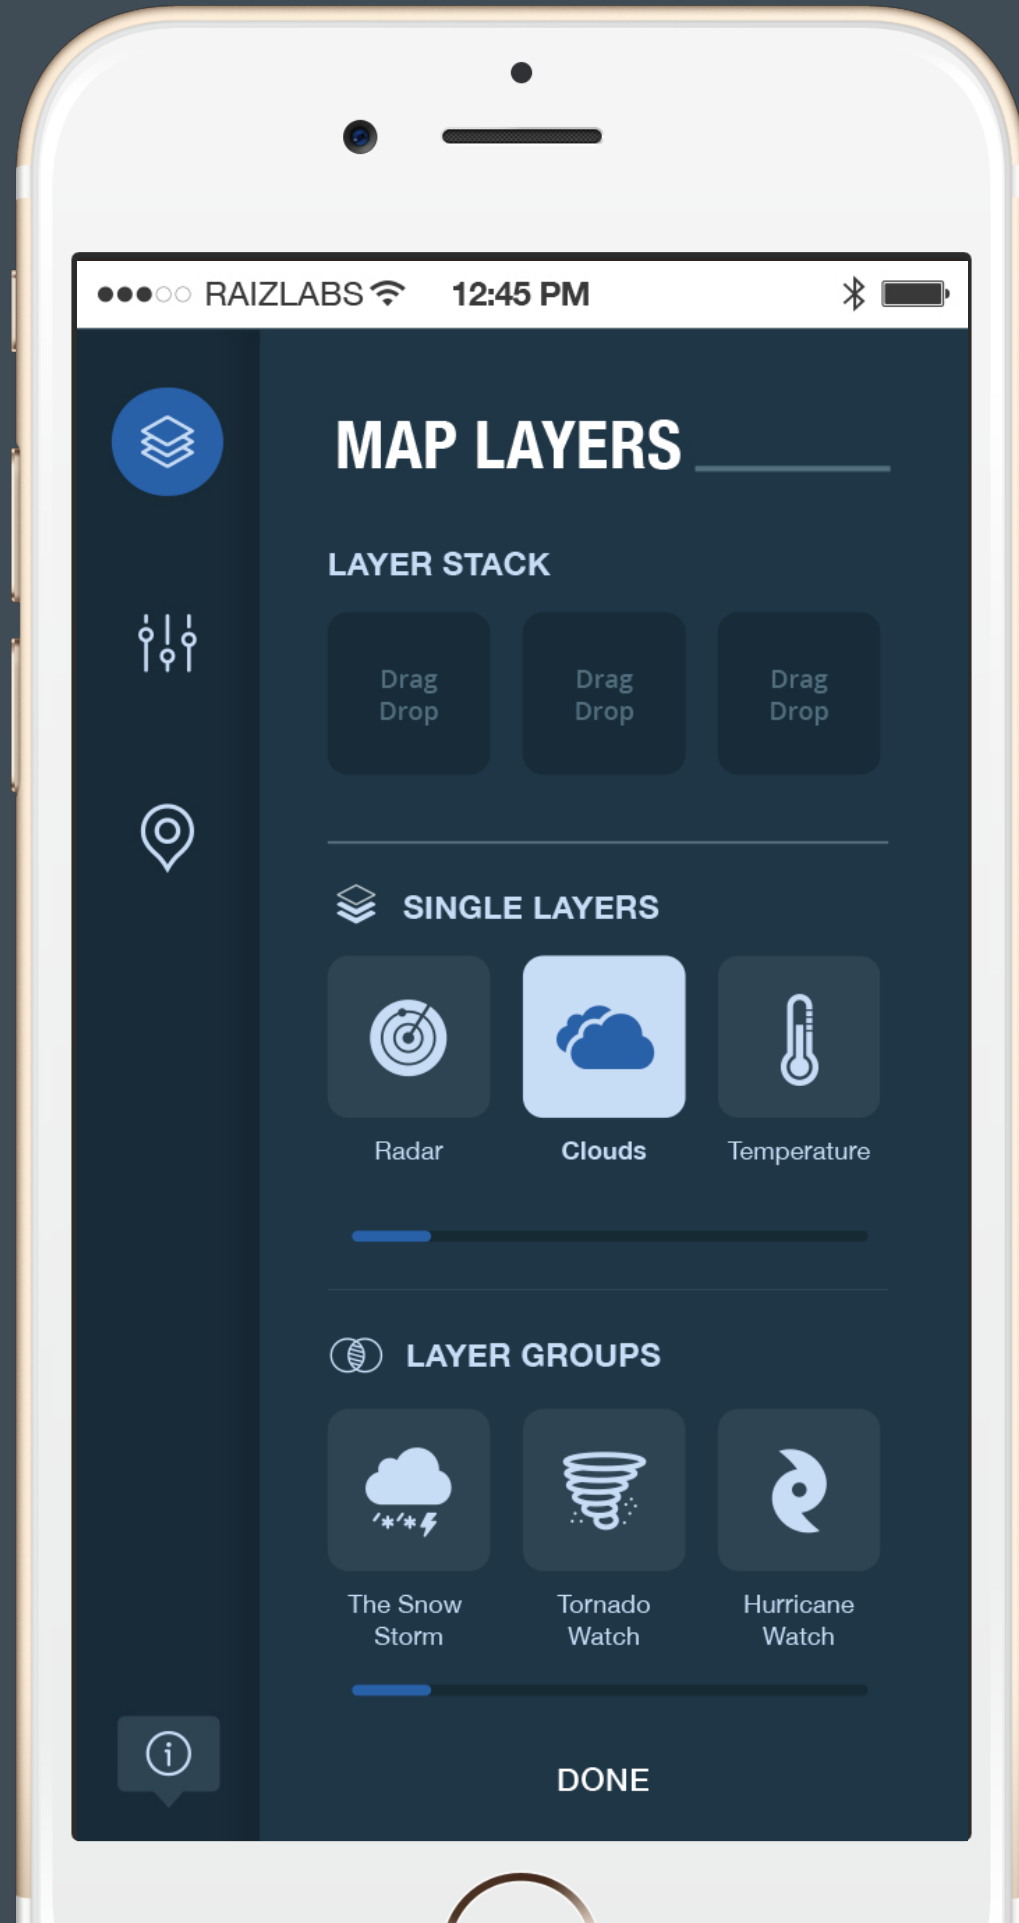 RAIZLABS 12:45 PM
MAP LAYERS
LAYER STACK
Drag
Drop
Drag
Drop
Drag
Drop
SINGLE LAYERS
Radar
Clouds
Temperature
LAYER GROUPS
The Snow
Storm
Tornado
Watch
Hurricane
Watch
DONE